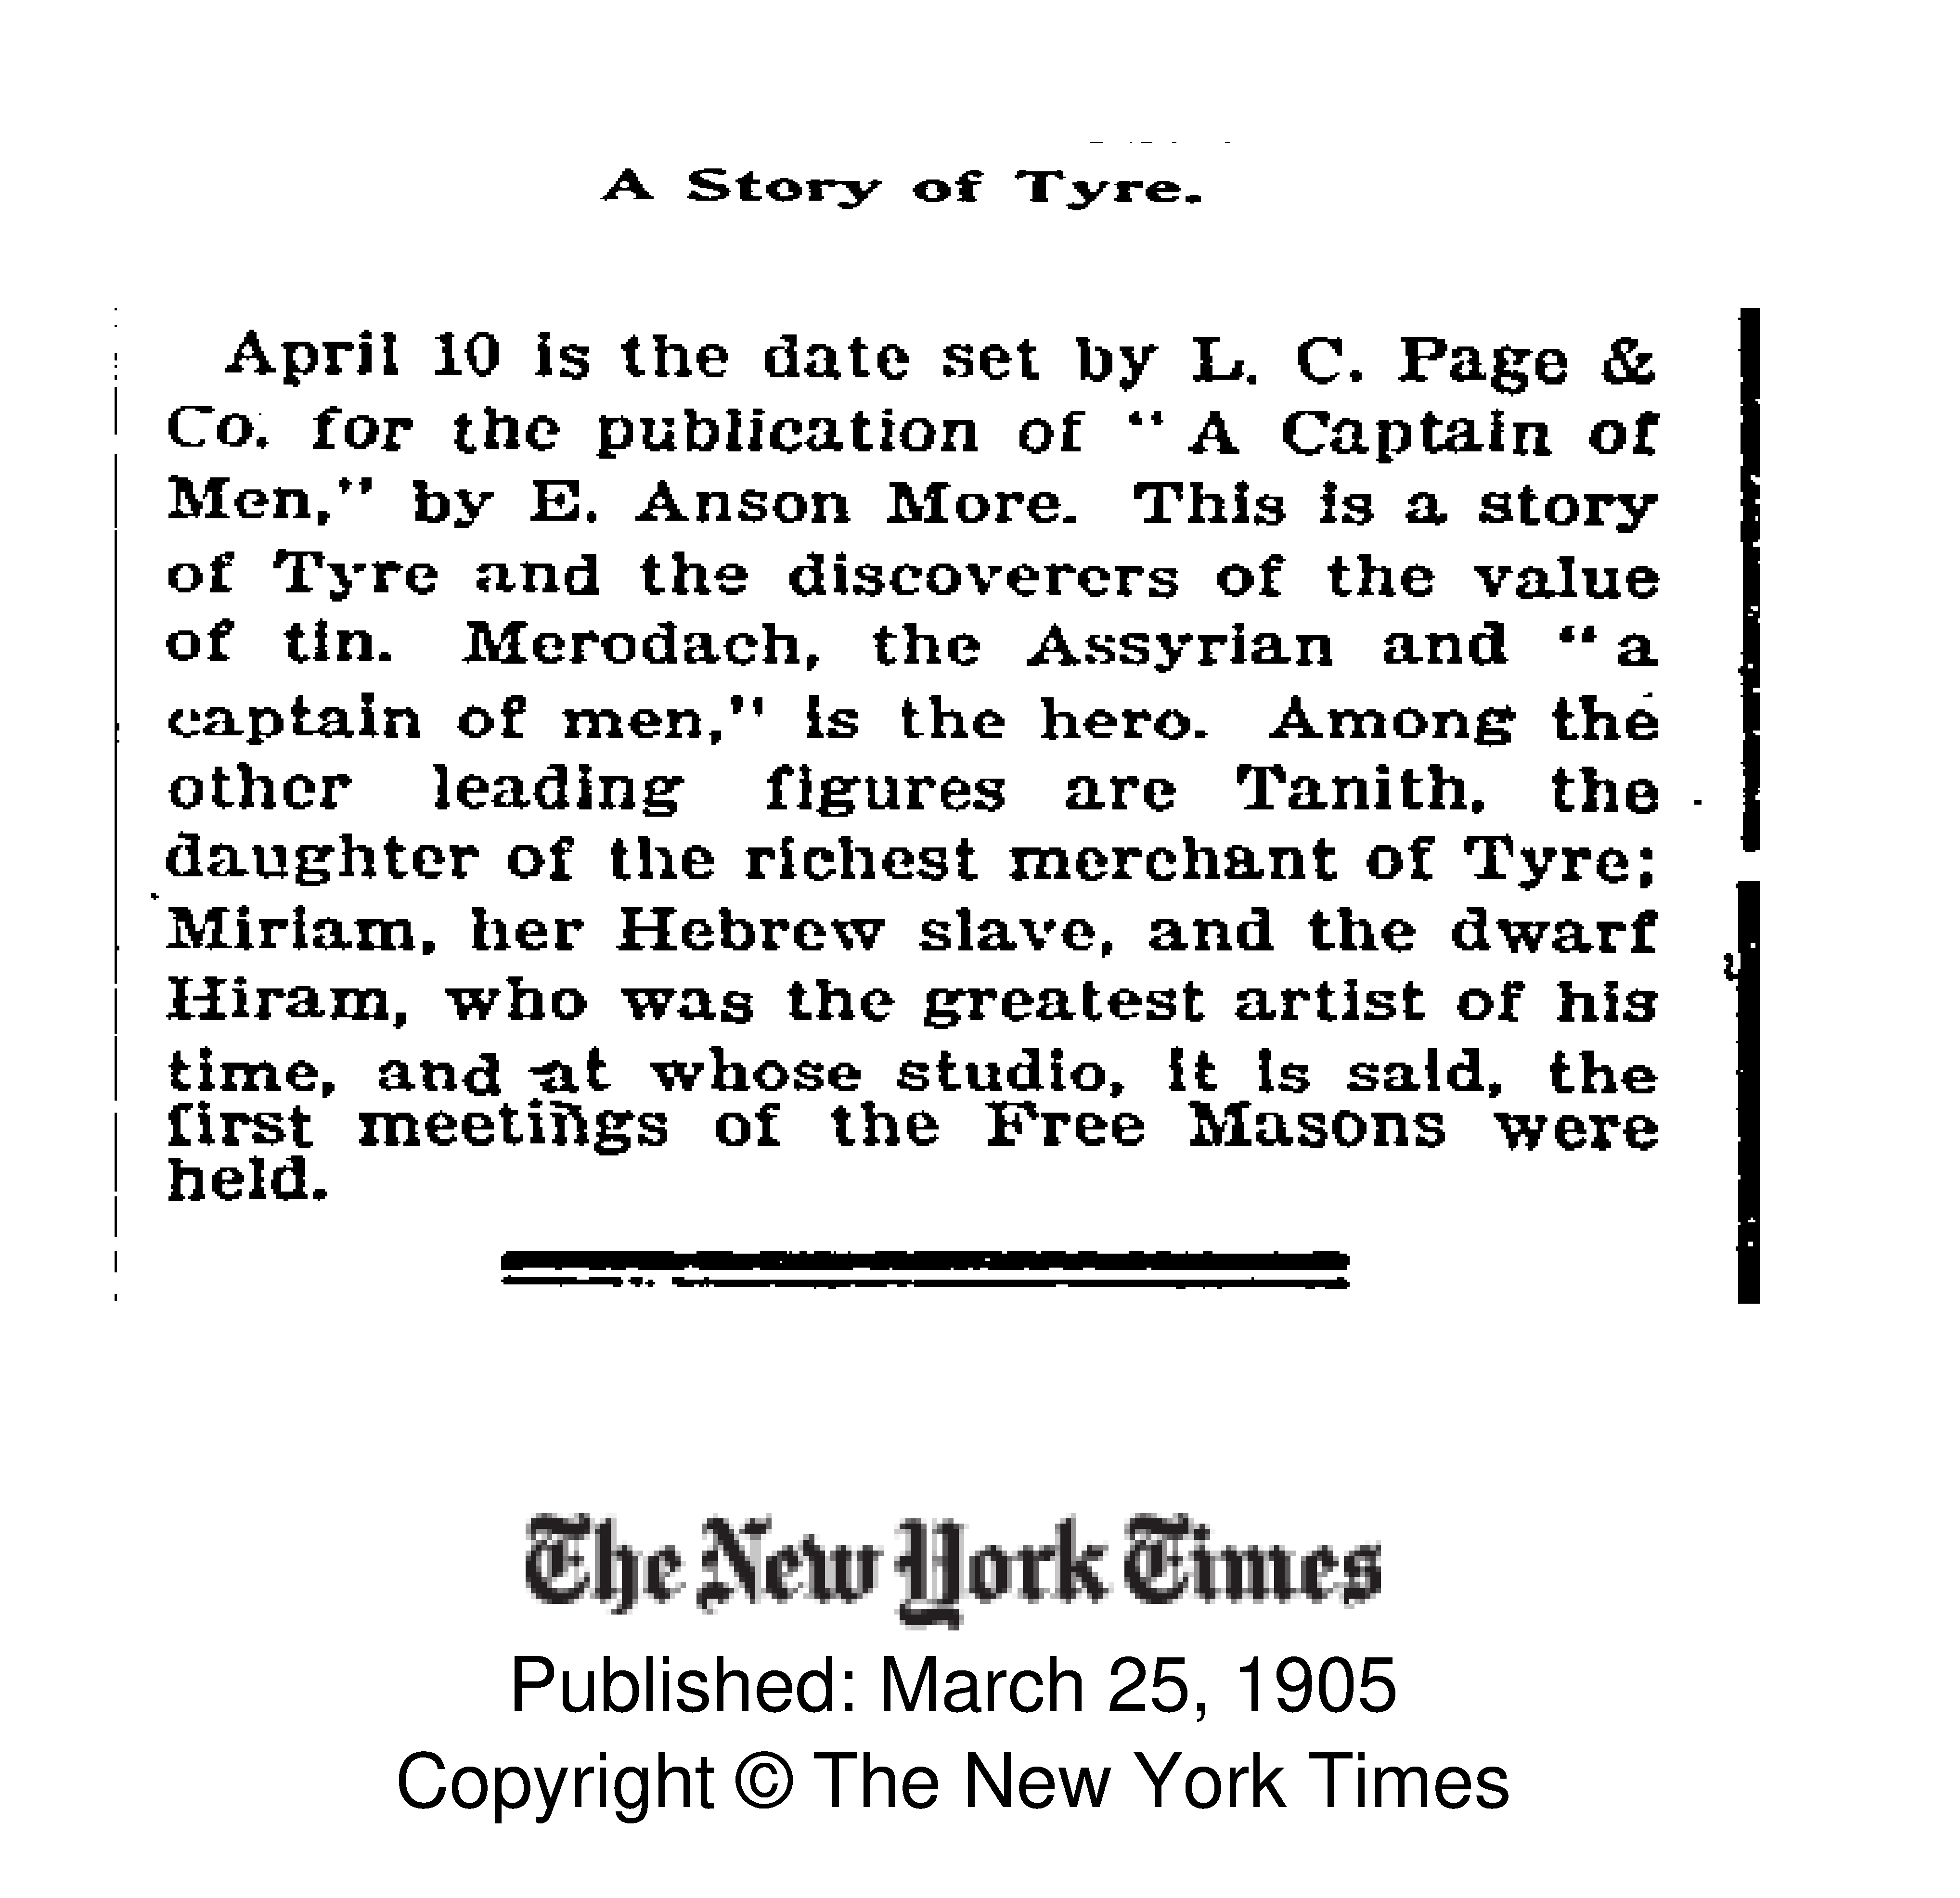 A Story of Tyre.
April 10 is the date set by L. C. Page &
Co. for the publication of "A Captain of
Men," by E. Anson More. This is a story
of Tyre and the discoverers of the value
of tin. Merodach, the Assyrian and "a
captain of men," is the hero. Among the
other leading figures are Tanith, the
daughter of the richest merchant of Tyre;
Miriam, her Hebrew slave, and the dwarf
Hiram, who was the greatest artist of his
time, and at whose studio, it is said, the
first meetings of the Free Masons were
held.
The New York Times
Published: March 25, 1905
Copyright © The New York Times